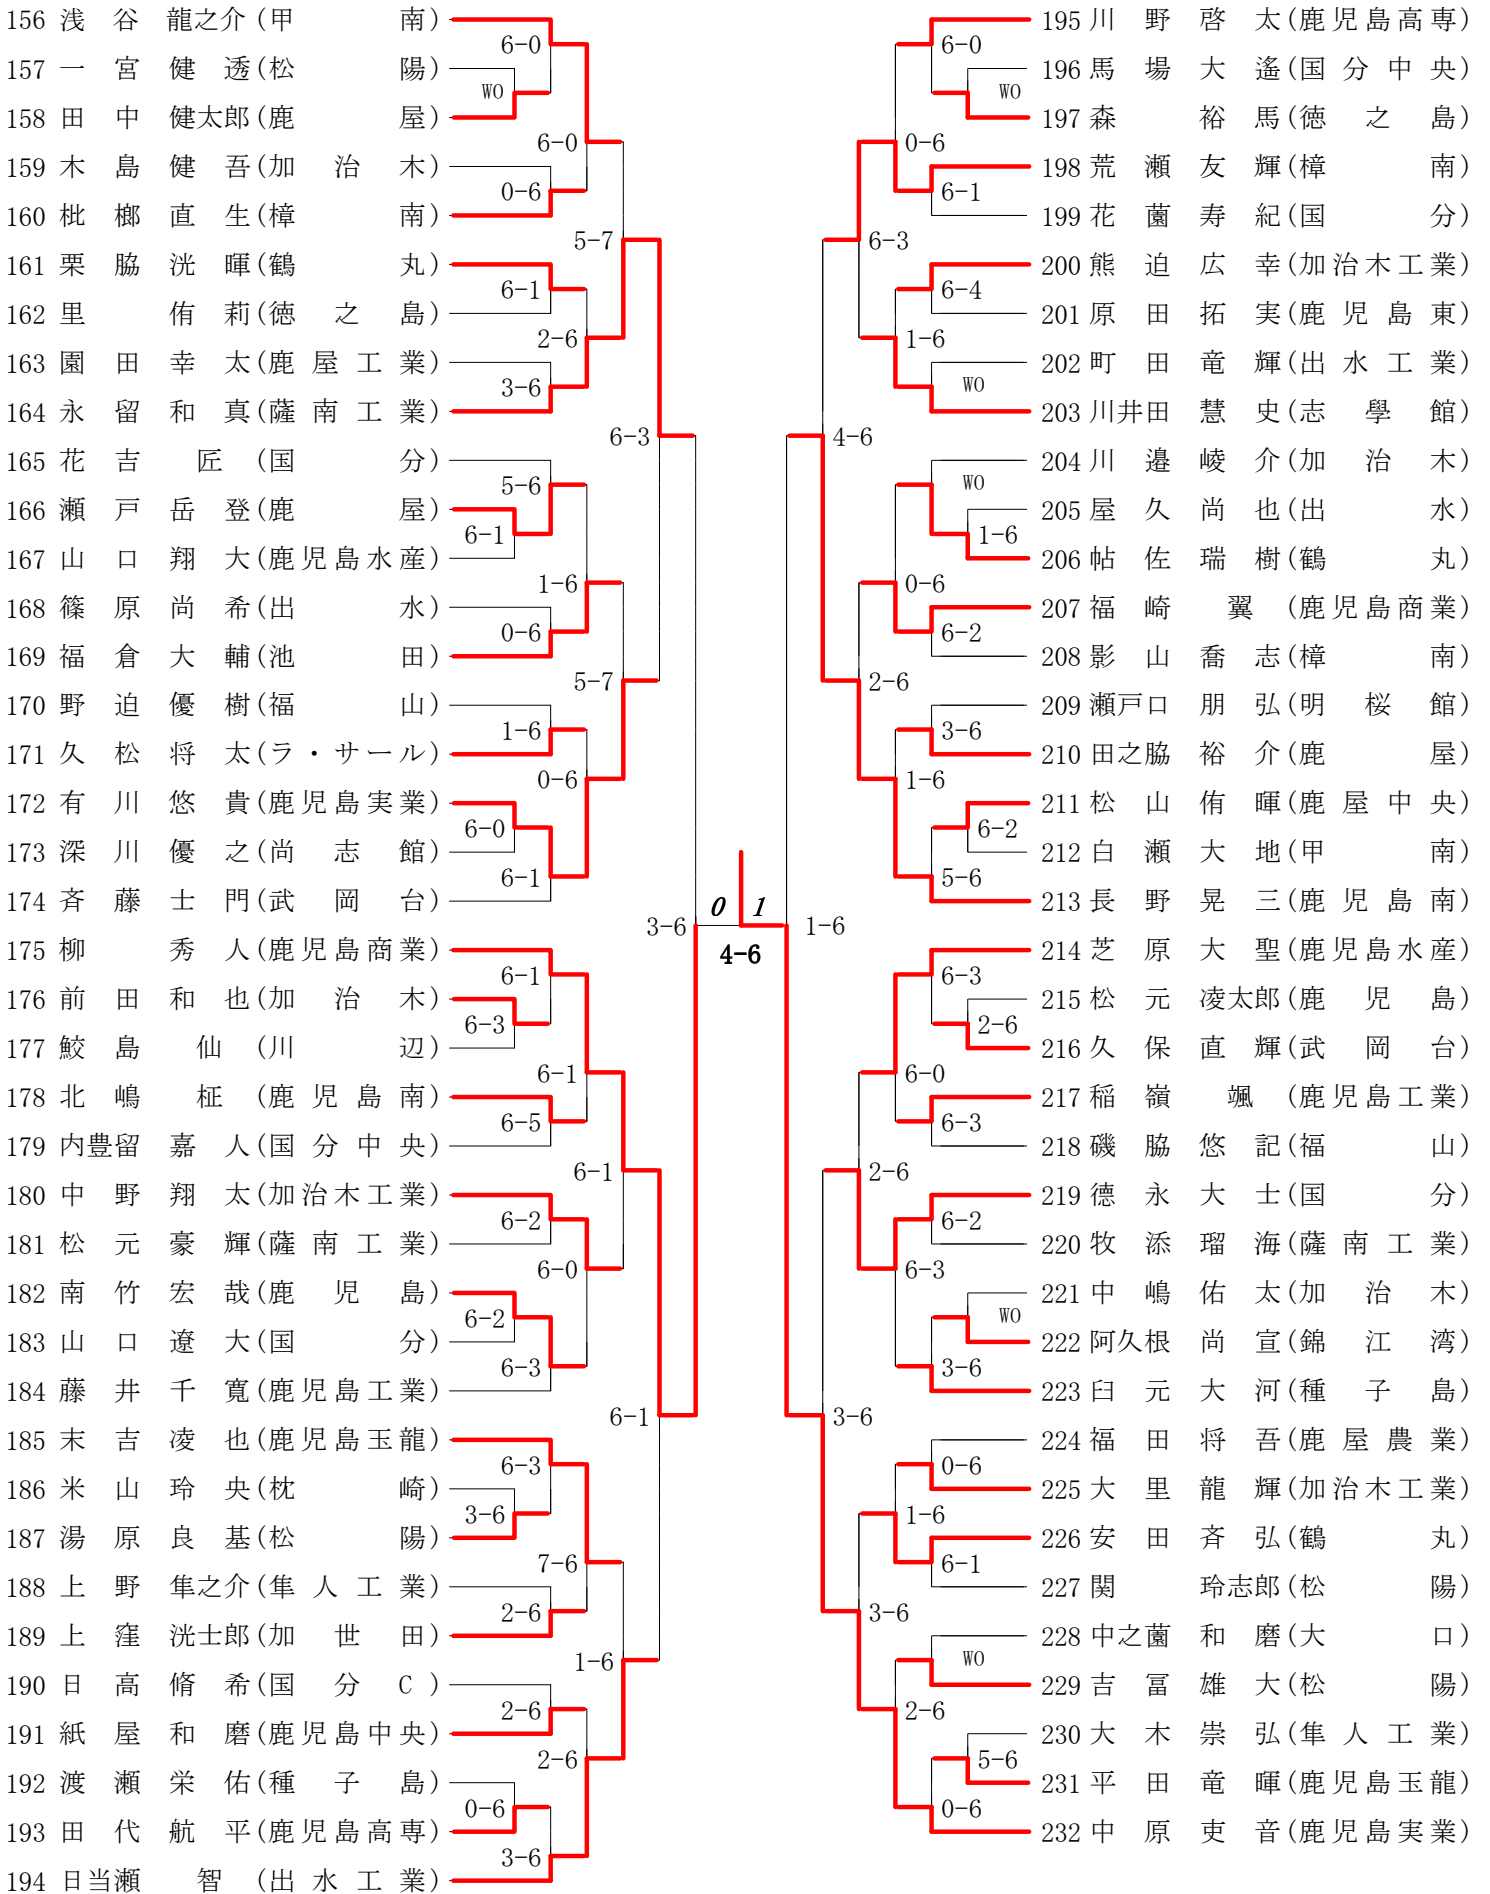 156 浅谷 龍之介(甲南)
157 一宮健透(松陽)
158 田中 健太郎(鹿屋)
159 木島健吾(加治木)
160 枇榔直生(樟南)
161 栗脇洸暉(鶴丸)
162 里 侑莉(徳之島)
163 園田幸太(鹿屋工業)
164 永留和真(薩南工業)
165 花吉 匠(国分)
166 瀬戸岳登(鹿屋)
167 山口翔大(鹿児島水産)
168 篠原尚希(出水)
169 福倉大輔(池田)
170 野迫優樹(福山)
171 久松将太(ラ・サール)
172 有川悠貴(鹿児島実業)
173 深川優之(尚志館)
174 斉藤士門(武岡台)
175 柳 秀人(鹿児島商業)
176 前田和也(加治木)
177 鮫島 仙(川辺)
178 北嶋 柾(鹿児島南)
179 内豊留 嘉人(国分中央)
180 中野翔太(加治木工業)
181 松元豪輝(薩南工業)
182 南竹宏哉(鹿児島)
183 山口遼大(国分)
184 藤井千寛(鹿児島工業)
185 末吉凌也(鹿児島玉龍)
186 米山玲央(枕崎)
187 湯原良基(松陽)
188 上野 隼之介(隼人工業)
189 上窪 洸士郎(加世田)
190 日高脩希(国分C)
191 紙屋和磨(鹿児島中央)
192 渡瀬栄佑(種子島)
193 田代航平(鹿児島高専)
194 日当瀬 智(出水工業)
6-0
WO
6-0
0-6
5-7
6-1
2-6
3-6
6-3
5-6
6-1
1-6
0-6
5-7
1-6
0-6
6-0
6-1
3-6
6-1
6-3
6-1
6-5
6-1
6-2
6-0
6-2
6-3
6-1
6-3
3-6
7-6
2-6
1-6
2-6
2-6
0-6
3-6
0 1
4-6
195 川野啓太(鹿児島高専)
196 馬場大遙(国分中央)
197 森 裕馬(徳之島)
198 荒瀬友輝(樟南)
199 花薗寿紀(国分)
200 熊迫広幸(加治木工業)
201 原田拓実(鹿児島東)
202 町田竜輝(出水工業)
203 川井田 慧史(志學館)
204 川邉崚介(加治木)
205 屋久尚也(出水)
206 帖佐瑞樹(鶴丸)
207 福崎 翼(鹿児島商業)
208 影山喬志(樟南)
209 瀬戸口 朋弘(明桜館)
210 田之脇 裕介(鹿屋)
211 松山侑暉(鹿屋中央)
212 白瀬大地(甲南)
213 長野晃三(鹿児島南)
214 芝原大聖(鹿児島水産)
215 松元 凌太郎(鹿児島)
216 久保直輝(武岡台)
217 稲嶺 颯(鹿児島工業)
218 磯脇悠記(福山)
219 德永大士(国分)
220 牧添瑠海(薩南工業)
221 中嶋佑太(加治木)
222 阿久根 尚宣(錦江湾)
223 臼元大河(種子島)
224 福田将吾(鹿屋農業)
225 大里龍輝(加治木工業)
226 安田斉弘(鶴丸)
227 関 玲志郎(松陽)
228 中之薗 和磨(大口)
229 吉冨雄大(松陽)
230 大木崇弘(隼人工業)
231 平田竜暉(鹿児島玉龍)
232 中原吏音(鹿児島実業)
6-0
WO
0-6
6-1
6-3
6-4
1-6
WO
4-6
WO
1-6
0-6
6-2
2-6
3-6
1-6
6-2
5-6
1-6
6-3
2-6
6-0
6-3
2-6
6-2
6-3
WO
3-6
3-6
0-6
1-6
6-1
3-6
WO
2-6
5-6
0-6